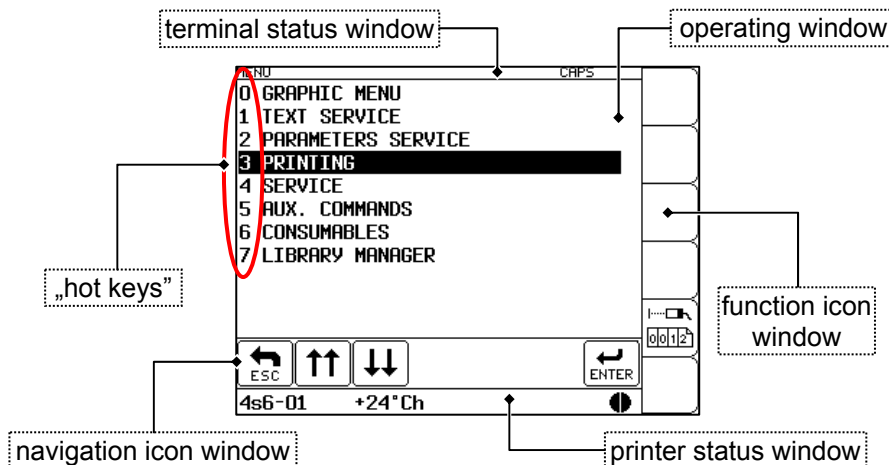 terminal status window
operating window
MENU CAPS
0 GRAPHIC MENU
1 TEXT SERVICE
2 PARAMETERS SERVICE
3 PRINTING
4 SERVICE
5 AUX. COMMANDS
6 CONSUMABLES
7 LIBRARY MANAGER
„hot keys”
function icon
window
0012
ESC
ENTER
4s6-01 +24°Ch
navigation icon window
printer status window